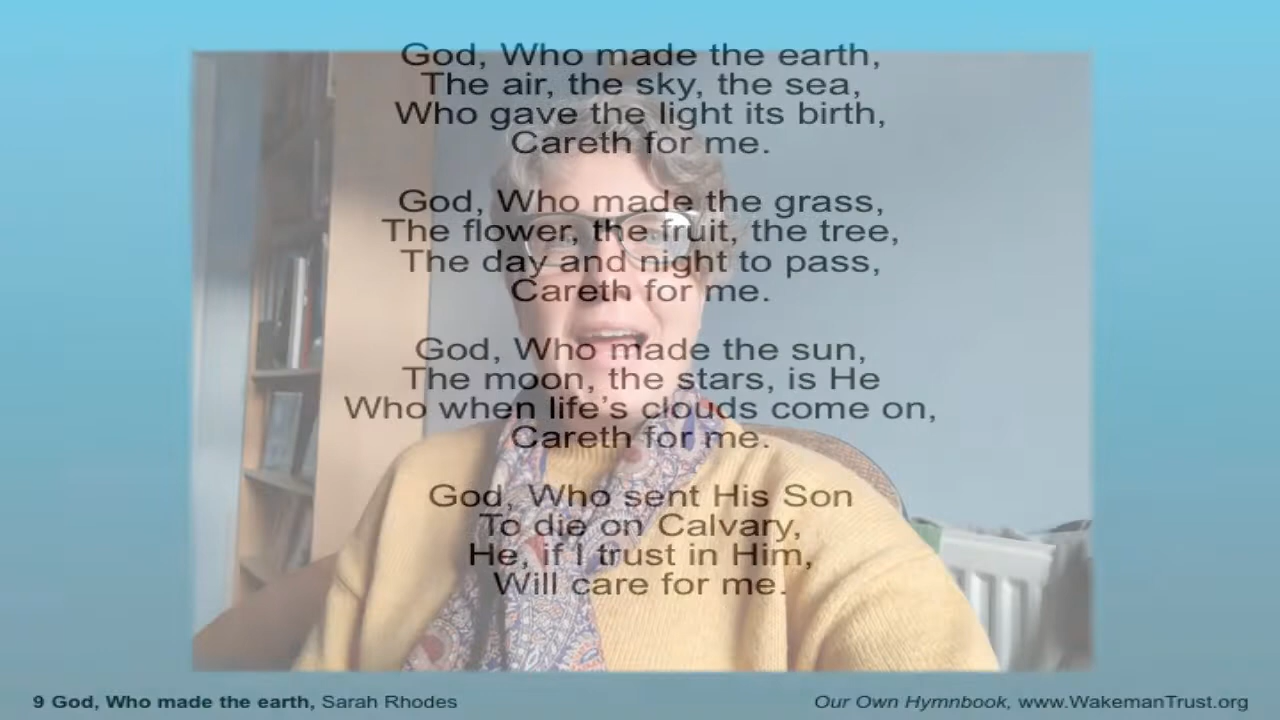 God, Who made the earth,
The air, the sky, the sea,
Who gave the light its birth,
Careth for me.
God, Who made the grass,
The flower, the fruit, the tree,
The day and night to pass,
Careth for me.
God, Who made the sun,
The moon, the stars, is He
Who when life’s clouds come on,
Careth for me.
God, Who sent His Son
To die on Calvary,
He, if I trust in Him,
Will care for me.
9 God, Who made the earth, Sarah Rhodes
Our Own Hymnbook, www.WakemanTrust.org